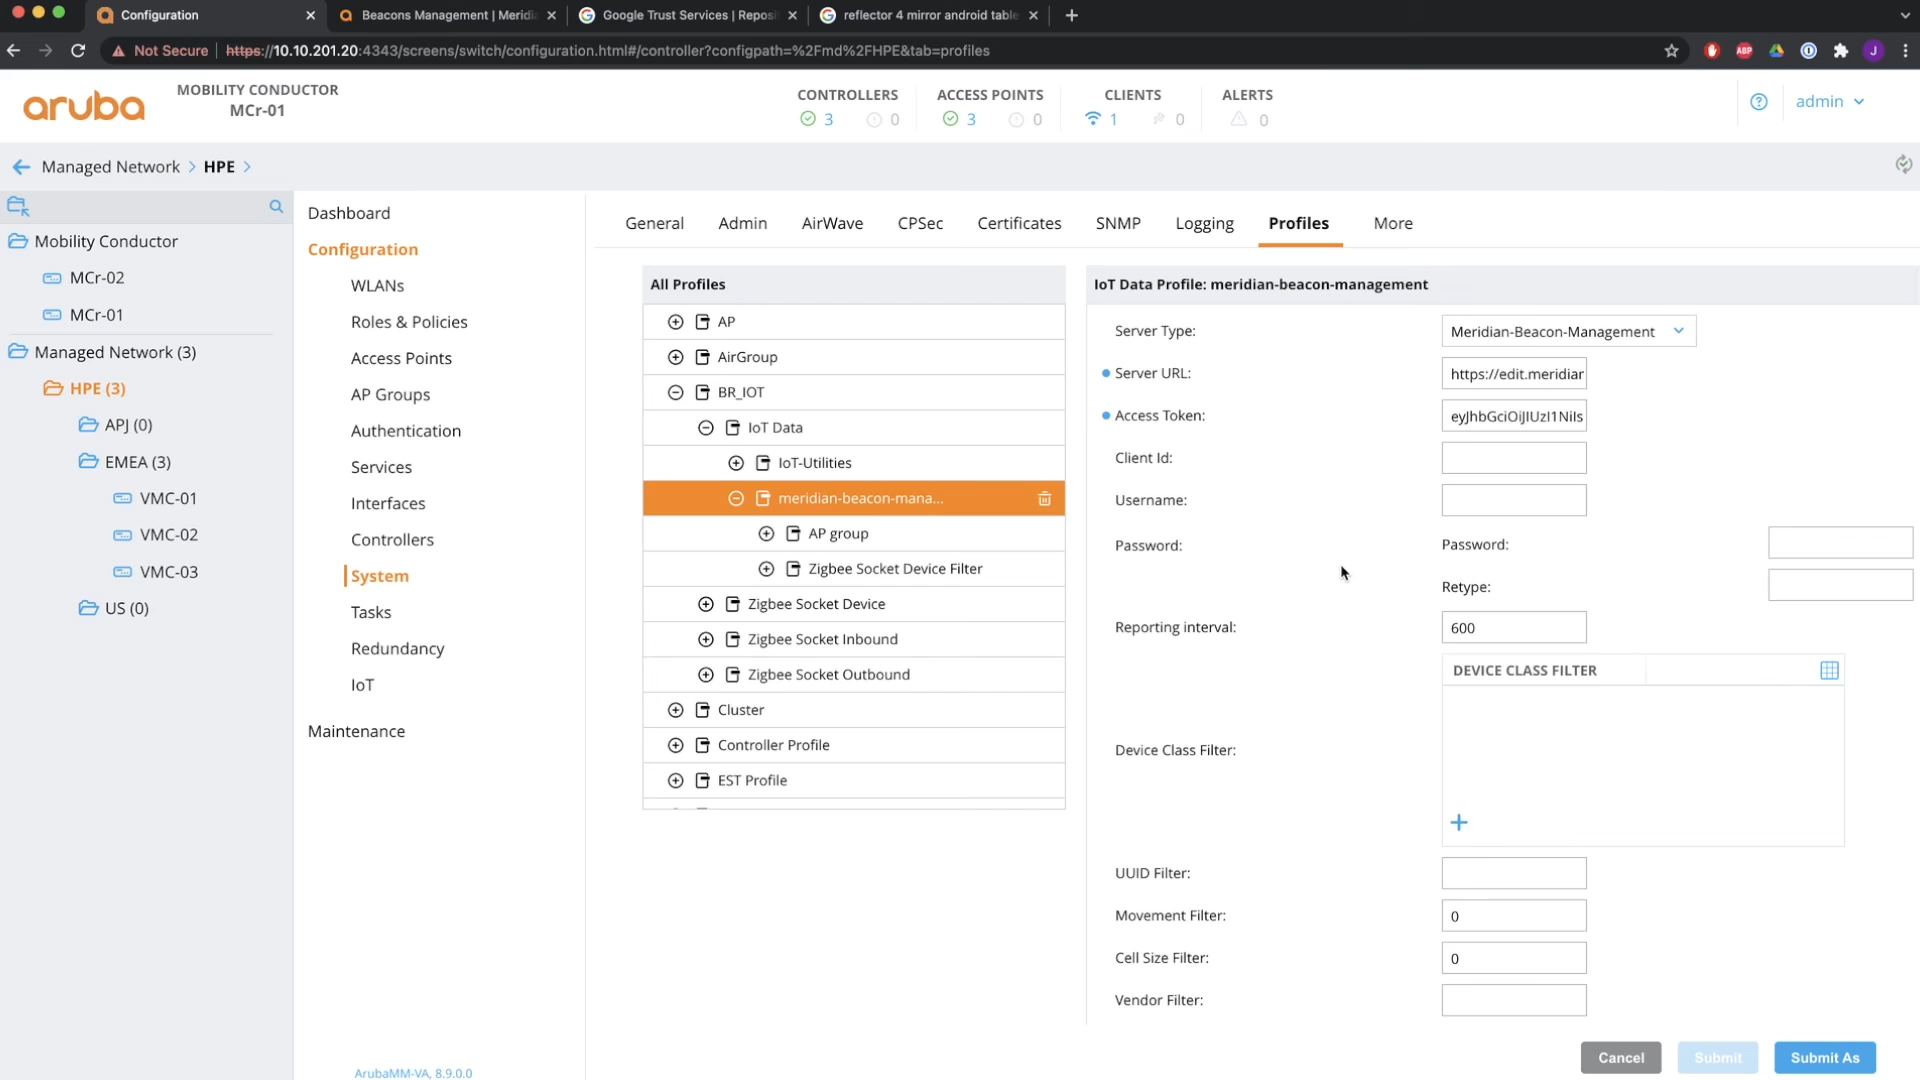 Configuration
Beacons Management | Meridi
Google Trust Services | Reposi
reflector 4 mirror android table
Not Secure
https://10.10.201.20:4343/screens/switch/configuration.html#/controller?configpath=%2Fmd%2FHPE&tab=profiles
ABP
J
aruba
MOBILITY CONDUCTOR
MCr-01
CONTROLLERS
3 0
ACCESS POINTS
3 0
CLIENTS
1 0
ALERTS
0
admin
Managed Network > HPE >
Mobility Conductor
MCr-02
MCr-01
Managed Network (3)
HPE (3)
APJ (0)
EMEA (3)
VMC-01
VMC-02
VMC-03
US (0)
Dashboard
Configuration
WLANs
Roles & Policies
Access Points
AP Groups
Authentication
Services
Interfaces
Controllers
System
Tasks
Redundancy
IoT
Maintenance
ArubaMM-VA, 8.9.0.0
General Admin AirWave CPSec Certificates SNMP Logging Profiles More
All Profiles
AP
AirGroup
BR_IOT
IoT Data
IoT-Utilities
meridian-beacon-mana...
AP group
Zigbee Socket Device Filter
Zigbee Socket Device
Zigbee Socket Inbound
Zigbee Socket Outbound
Cluster
Controller Profile
EST Profile
IoT Data Profile: meridian-beacon-management
Server Type: Meridian-Beacon-Management
Server URL: https://edit.meridiar
Access Token: eyJhbGciOiJIUzI1NiIs
Client Id:
Username:
Password: Password:
Retype:
Reporting interval: 600
DEVICE CLASS FILTER
Device Class Filter:
UUID Filter:
Movement Filter: 0
Cell Size Filter: 0
Vendor Filter:
Cancel Submit Submit As